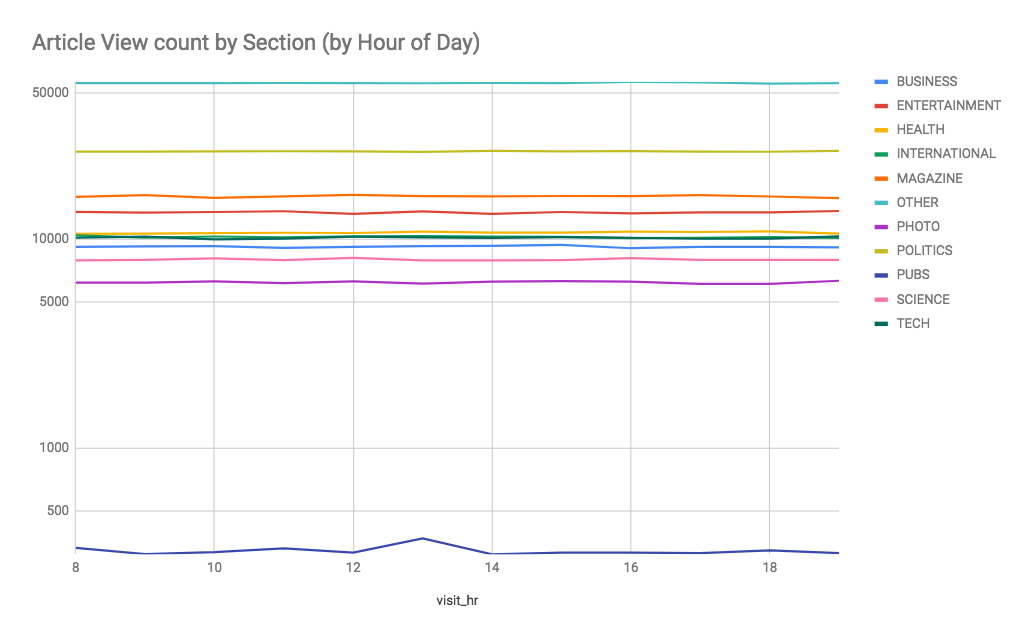 Article View count by Section (by Hour of Day)
50000
10000
5000
1000
500
8 10 12 14 16 18
visit_hr
BUSINESS
ENTERTAINMENT
HEALTH
INTERNATIONAL
MAGAZINE
OTHER
PHOTO
POLITICS
PUBS
SCIENCE
TECH